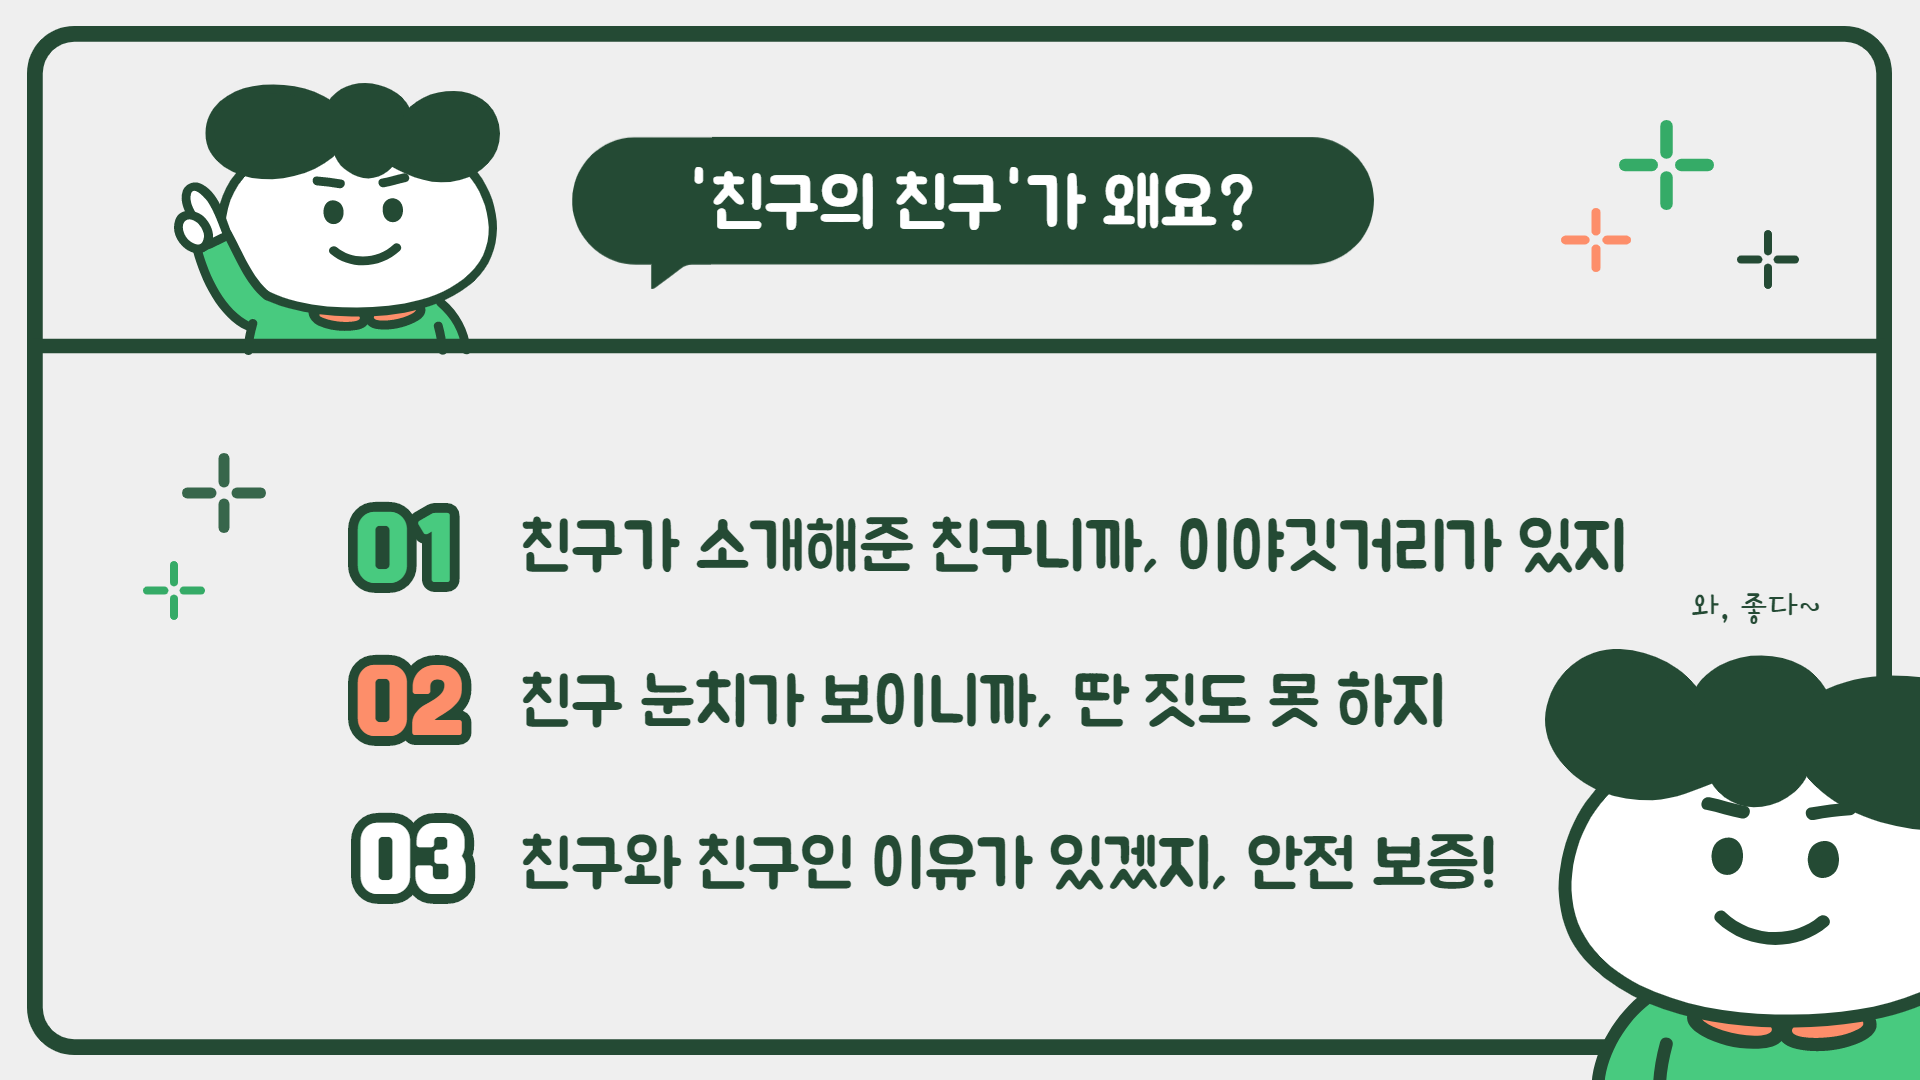 '친구의 친구'가 왜요?
01 친구가 소개해준 친구니까, 이야깃거리가 있지
와, 좋다~
02 친구 눈치가 보이니까, 딴 짓도 못 하지
03 친구와 친구인 이유가 있겠지, 안전 보증!